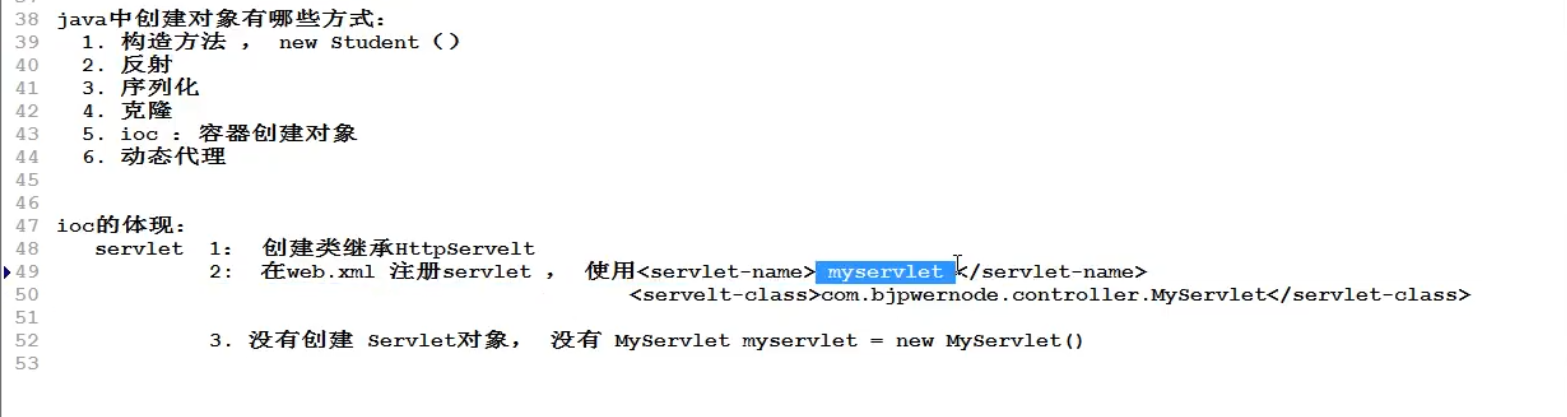 38 java中创建对象有哪些方式:
39 1. 构造方法 , new Student ()
40 2. 反射
41 3. 序列化
42 4. 克隆
43 5. ioc : 容器创建对象
44 6. 动态代理
45
46
47 ioc的体现:
48 servlet 1: 创建类继承HttpServelt
49 2: 在web.xml 注册servlet , 使用<servlet-name> myservlet </servlet-name>
50 <servelt-class>com.bjpwernode.controller.MyServlet</servlet-class>
51
52 3. 没有创建 Servlet对象, 没有 MyServlet myservlet = new MyServlet()
53